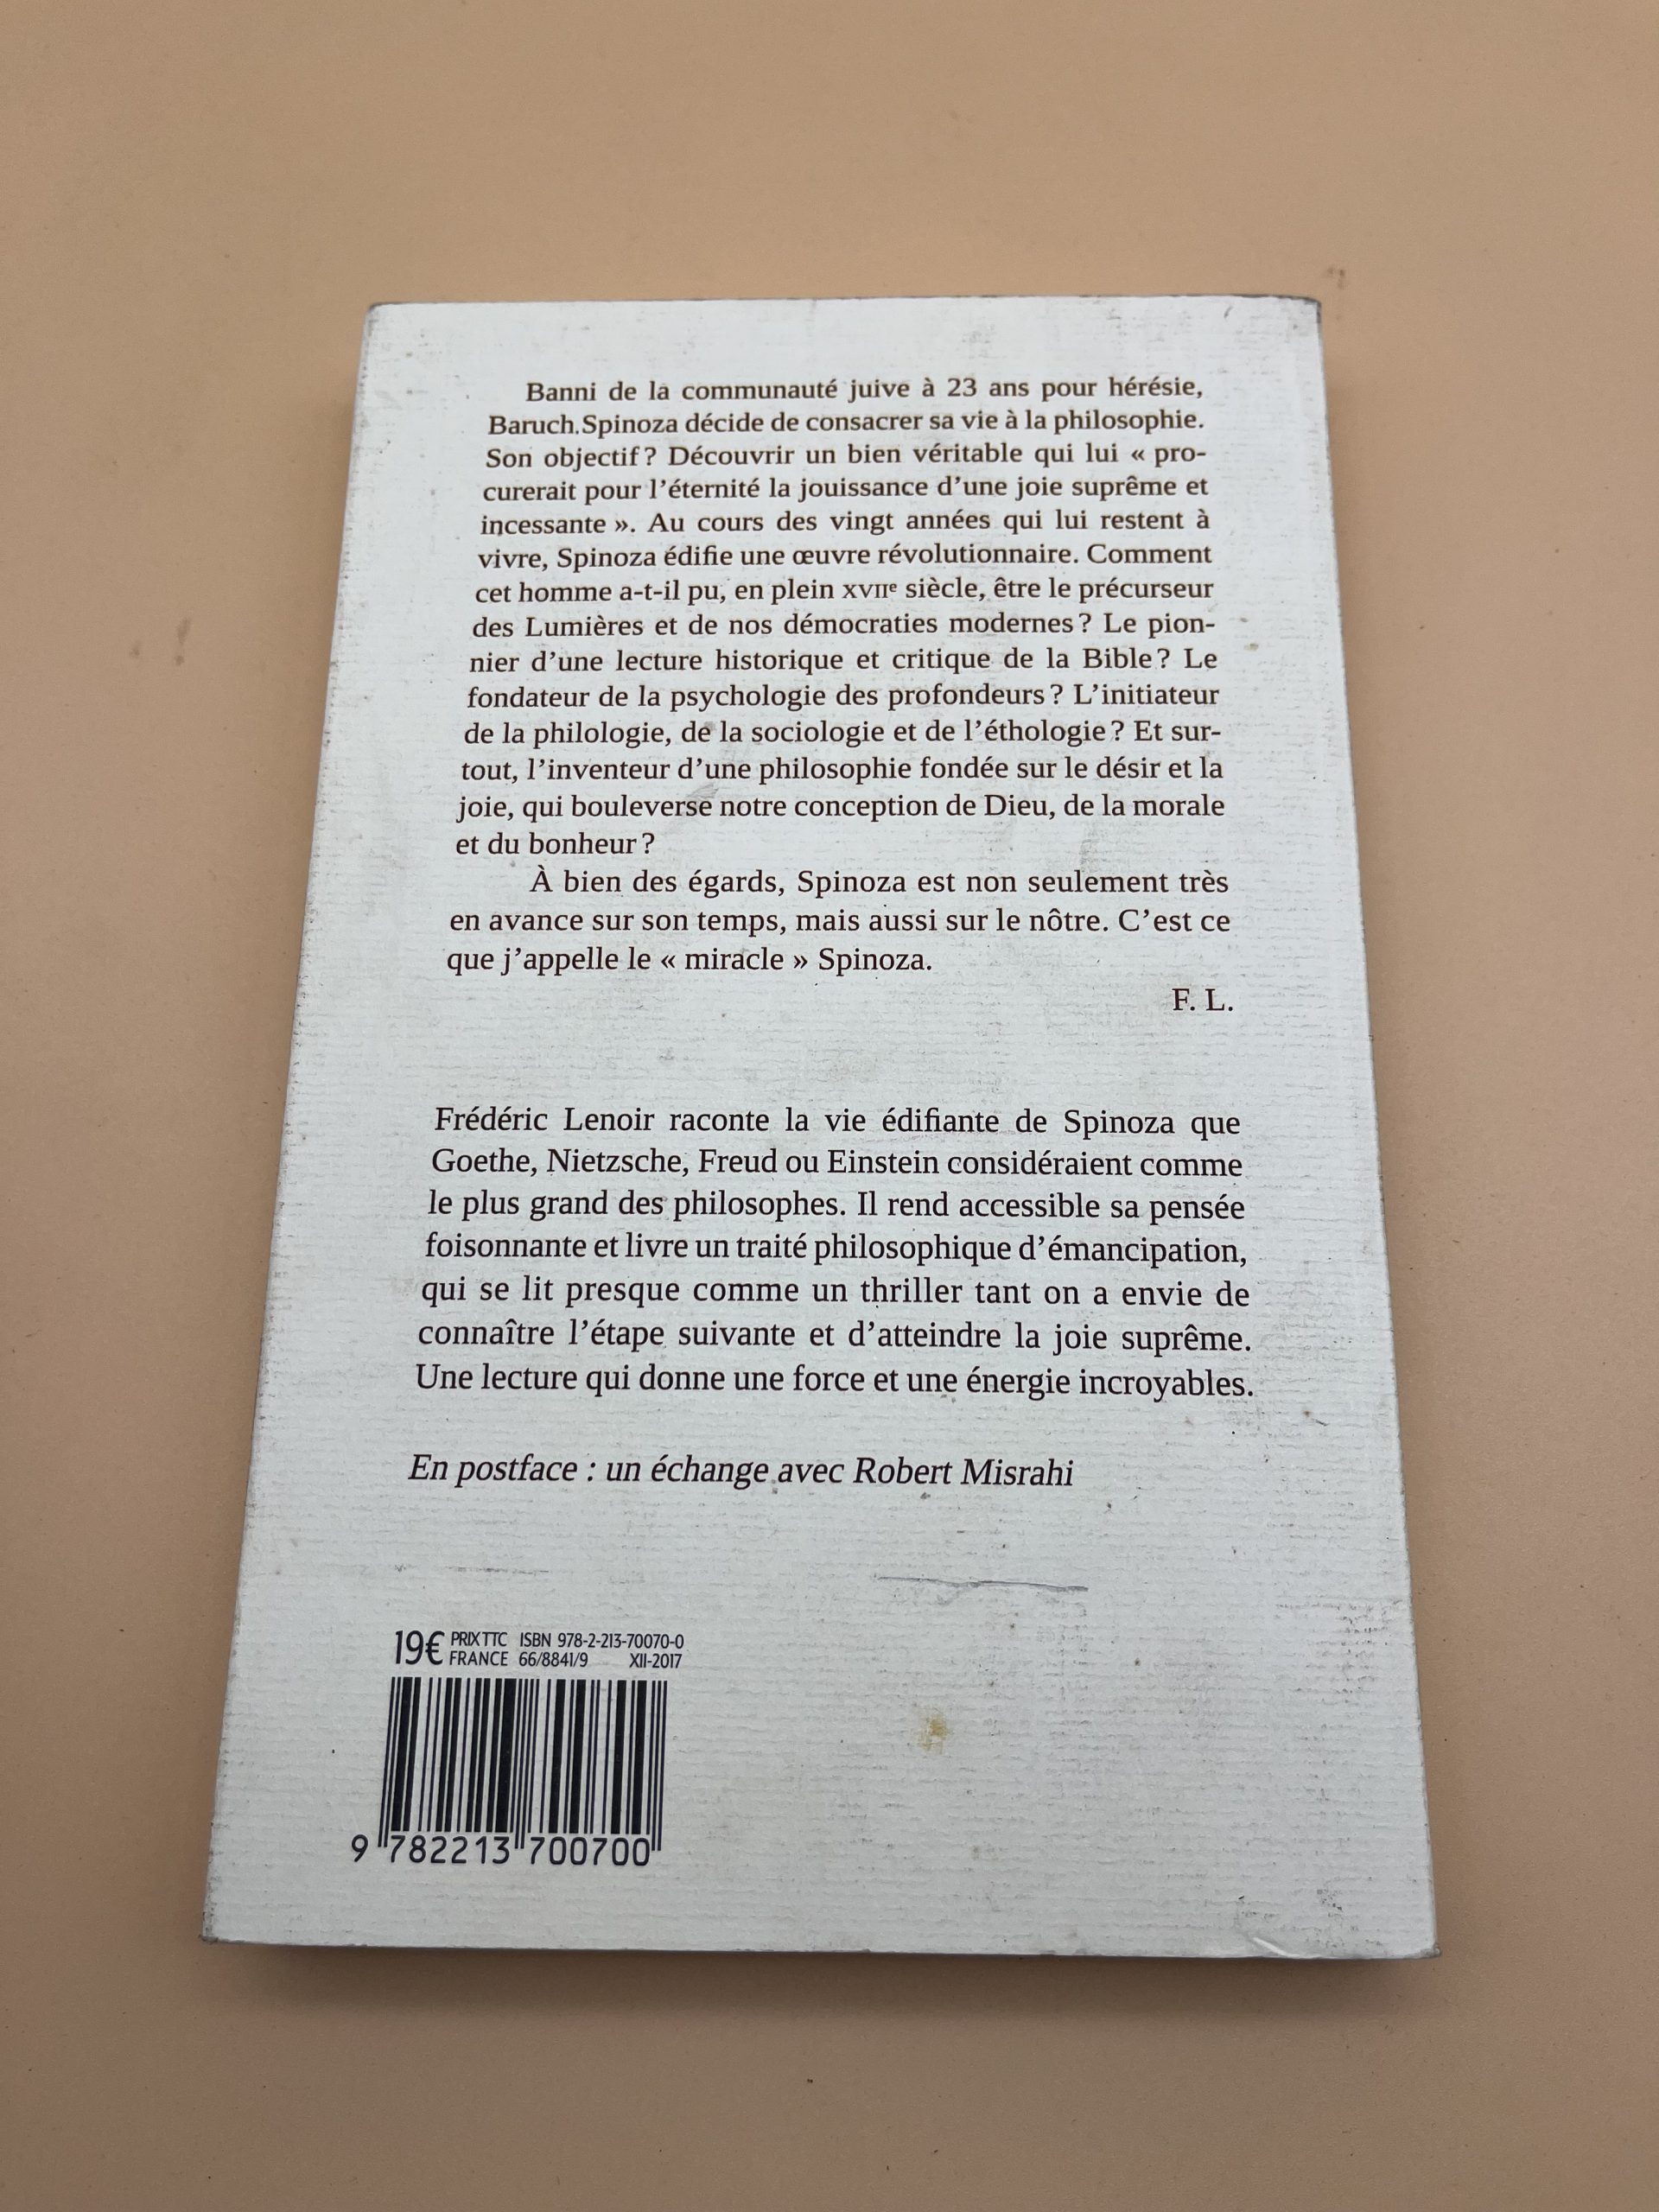 Banni de la communauté juive à 23 ans pour hérésie,
Baruch Spinoza décide de consacrer sa vie à la philosophie.
Son objectif ? Découvrir un bien véritable qui lui « pro-
curerait pour l’éternité la jouissance d’une joie suprême et
incessante ». Au cours des vingt années qui lui restent à
vivre, Spinoza édifie une œuvre révolutionnaire. Comment
cet homme a-t-il pu, en plein XVIIe siècle, être le précurseur
des Lumières et de nos démocraties modernes ? Le pion-
nier d’une lecture historique et critique de la Bible ? Le
fondateur de la psychologie des profondeurs ? L’initiateur
de la philologie, de la sociologie et de l’éthologie ? Et sur-
tout, l’inventeur d’une philosophie fondée sur le désir et la
joie, qui bouleverse notre conception de Dieu, de la morale
et du bonheur ?
À bien des égards, Spinoza est non seulement très
en avance sur son temps, mais aussi sur le nôtre. C’est ce
que j’appelle le « miracle » Spinoza.
F. L.
Frédéric Lenoir raconte la vie édifiante de Spinoza que
Goethe, Nietzsche, Freud ou Einstein considéraient comme
le plus grand des philosophes. Il rend accessible sa pensée
foisonnante et livre un traité philosophique d’émancipation,
qui se lit presque comme un thriller tant on a envie de
connaître l’étape suivante et d’atteindre la joie suprême.
Une lecture qui donne une force et une énergie incroyables.
En postface : un échange avec Robert Misrahi
19€ PRIX TTC ISBN 978-2-213-70070-0
FRANCE 66/8841/9 XII-2017
9 782213 700700